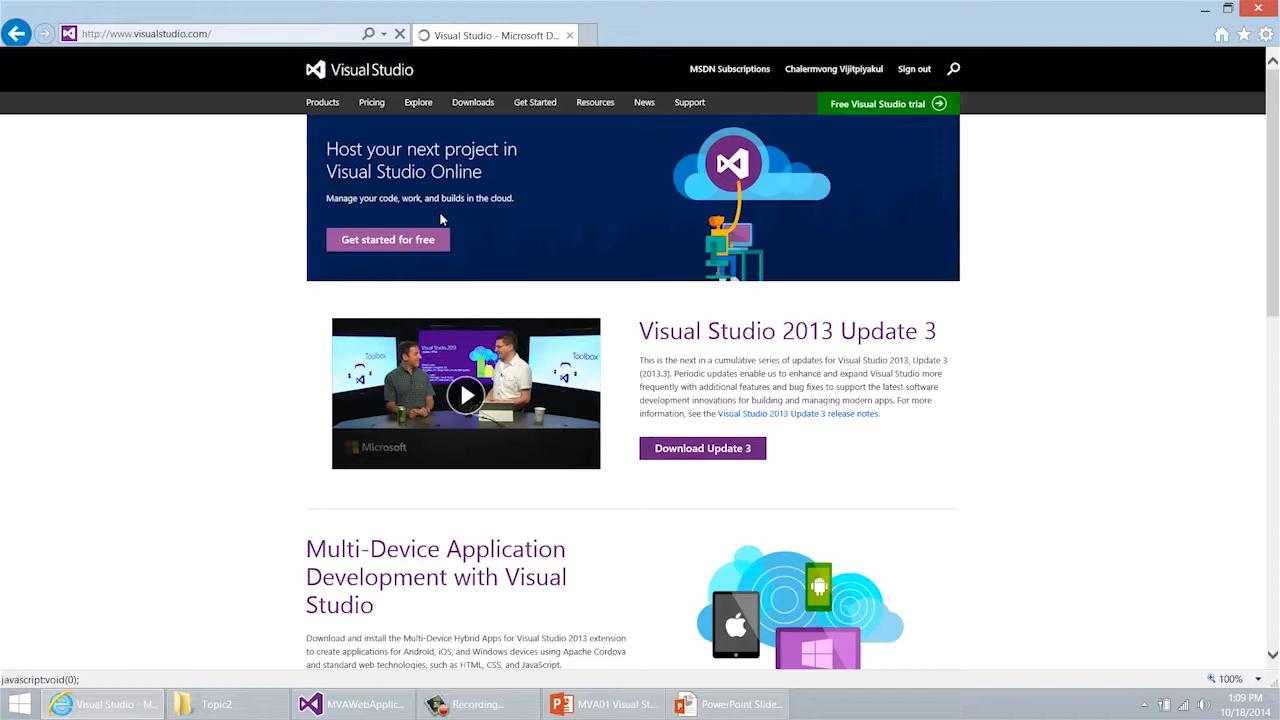 http://www.visualstudio.com/
Visual Studio - Microsoft D...
Visual Studio
MSDN Subscriptions
Chalermvong Vijitpiyakul
Sign out
Products
Pricing
Explore
Downloads
Get Started
Resources
News
Support
Free Visual Studio trial
Host your next project in
Visual Studio Online
Manage your code, work, and builds in the cloud.
Get started for free
Toolbox
Visual Studio 2013
Toolbox
Microsoft
Visual Studio 2013 Update 3
This is the next in a cumulative series of updates for Visual Studio 2013, Update 3
(2013.3). Periodic updates enable us to enhance and expand Visual Studio more
frequently with additional features and bug fixes to support the latest software
development innovations for building and managing modern apps. For more
information, see the Visual Studio 2013 Update 3 release notes.
Download Update 3
Multi-Device Application
Development with Visual
Studio
Download and install the Multi-Device Hybrid Apps for Visual Studio 2013 extension
to create applications for Android, iOS, and Windows devices using Apache Cordova
and standard web technologies, such as HTML, CSS, and JavaScript.
javascript:void(0);
100%
Visual Studio - M...
Topic2
MVAWebApplic...
Recording...
MVA01 Visual St...
PowerPoint Slide...
1:09 PM
10/18/2014